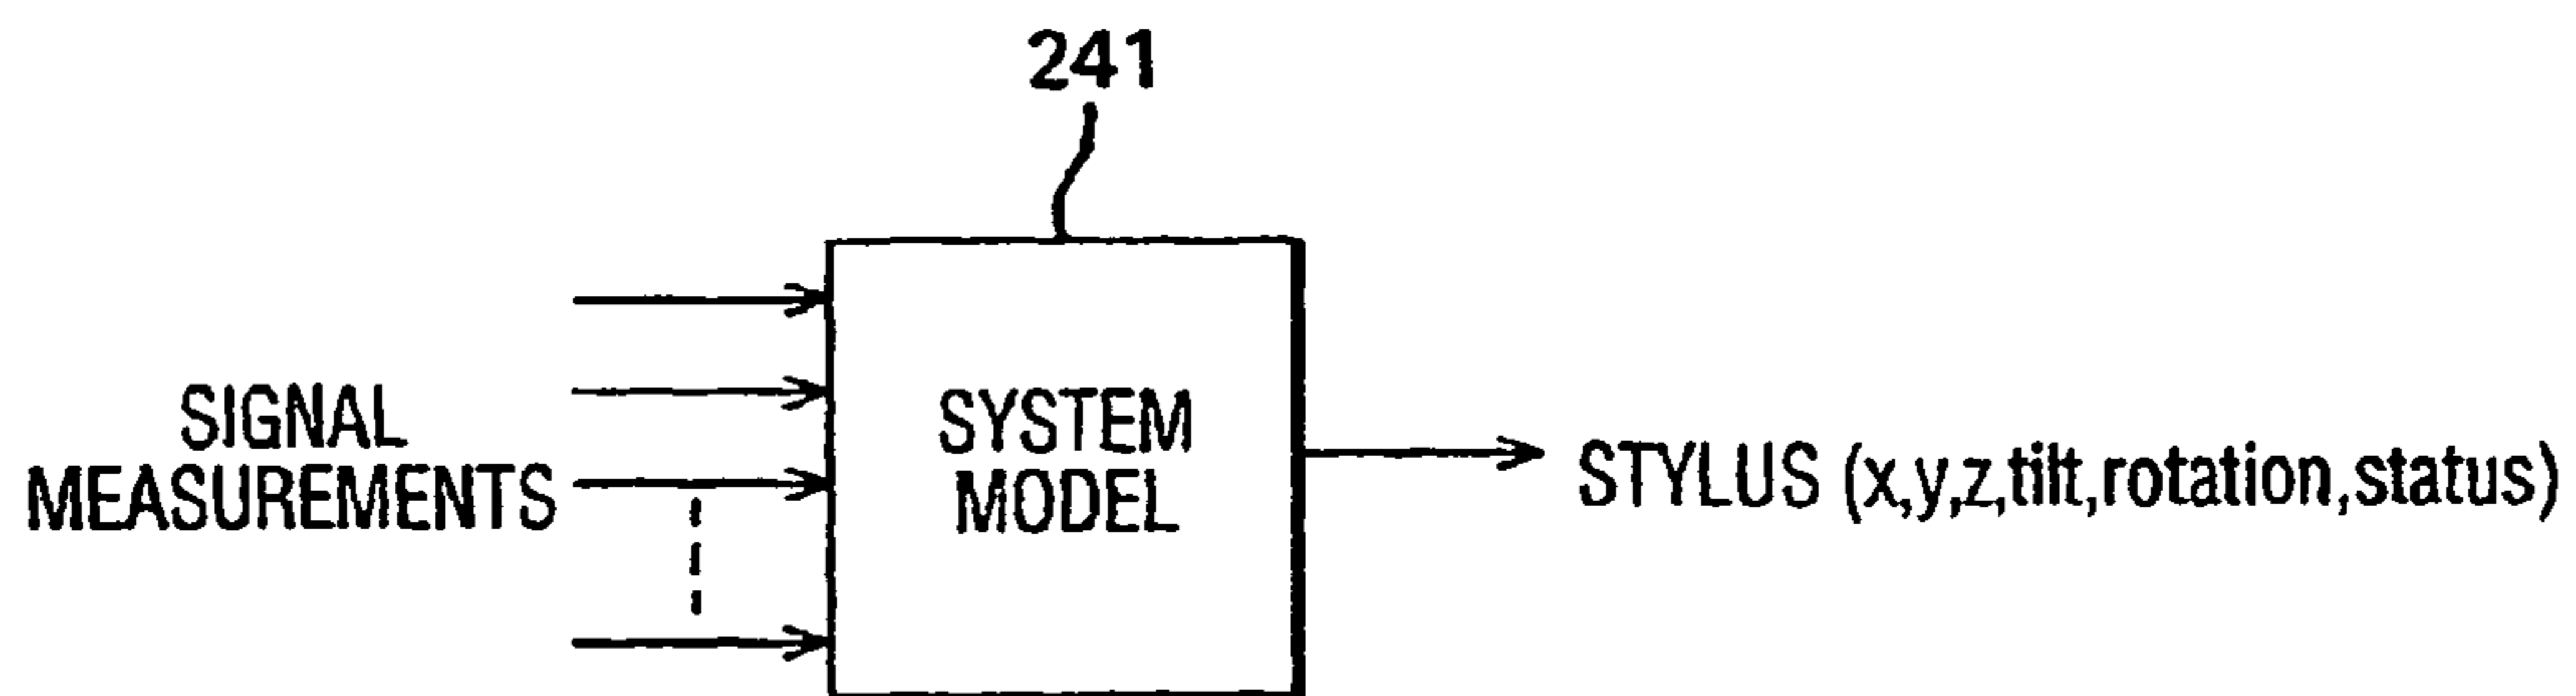 241
SIGNAL
MEASUREMENTS
SYSTEM
MODEL
STYLUS (x,y,z,tilt,rotation,status)